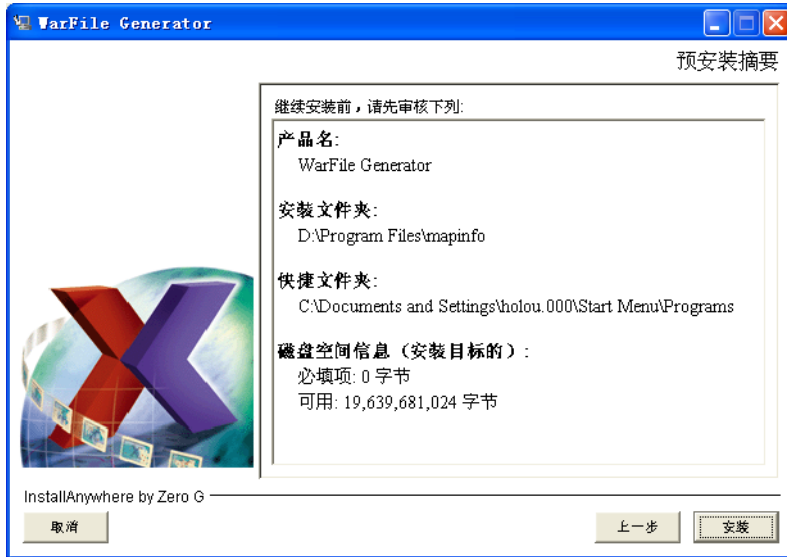 WarFile Generator
预安装摘要
继续安装前，请先审核下列:
产品名:
WarFile Generator
安装文件夹:
D:\Program Files\mapinfo
快捷文件夹:
C:\Documents and Settings\holou.000\Start Menu\Programs
磁盘空间信息（安装目标的）:
必填项: 0 字节
可用: 19,639,681,024 字节
InstallAnywhere by Zero G
取消
上一步
安装